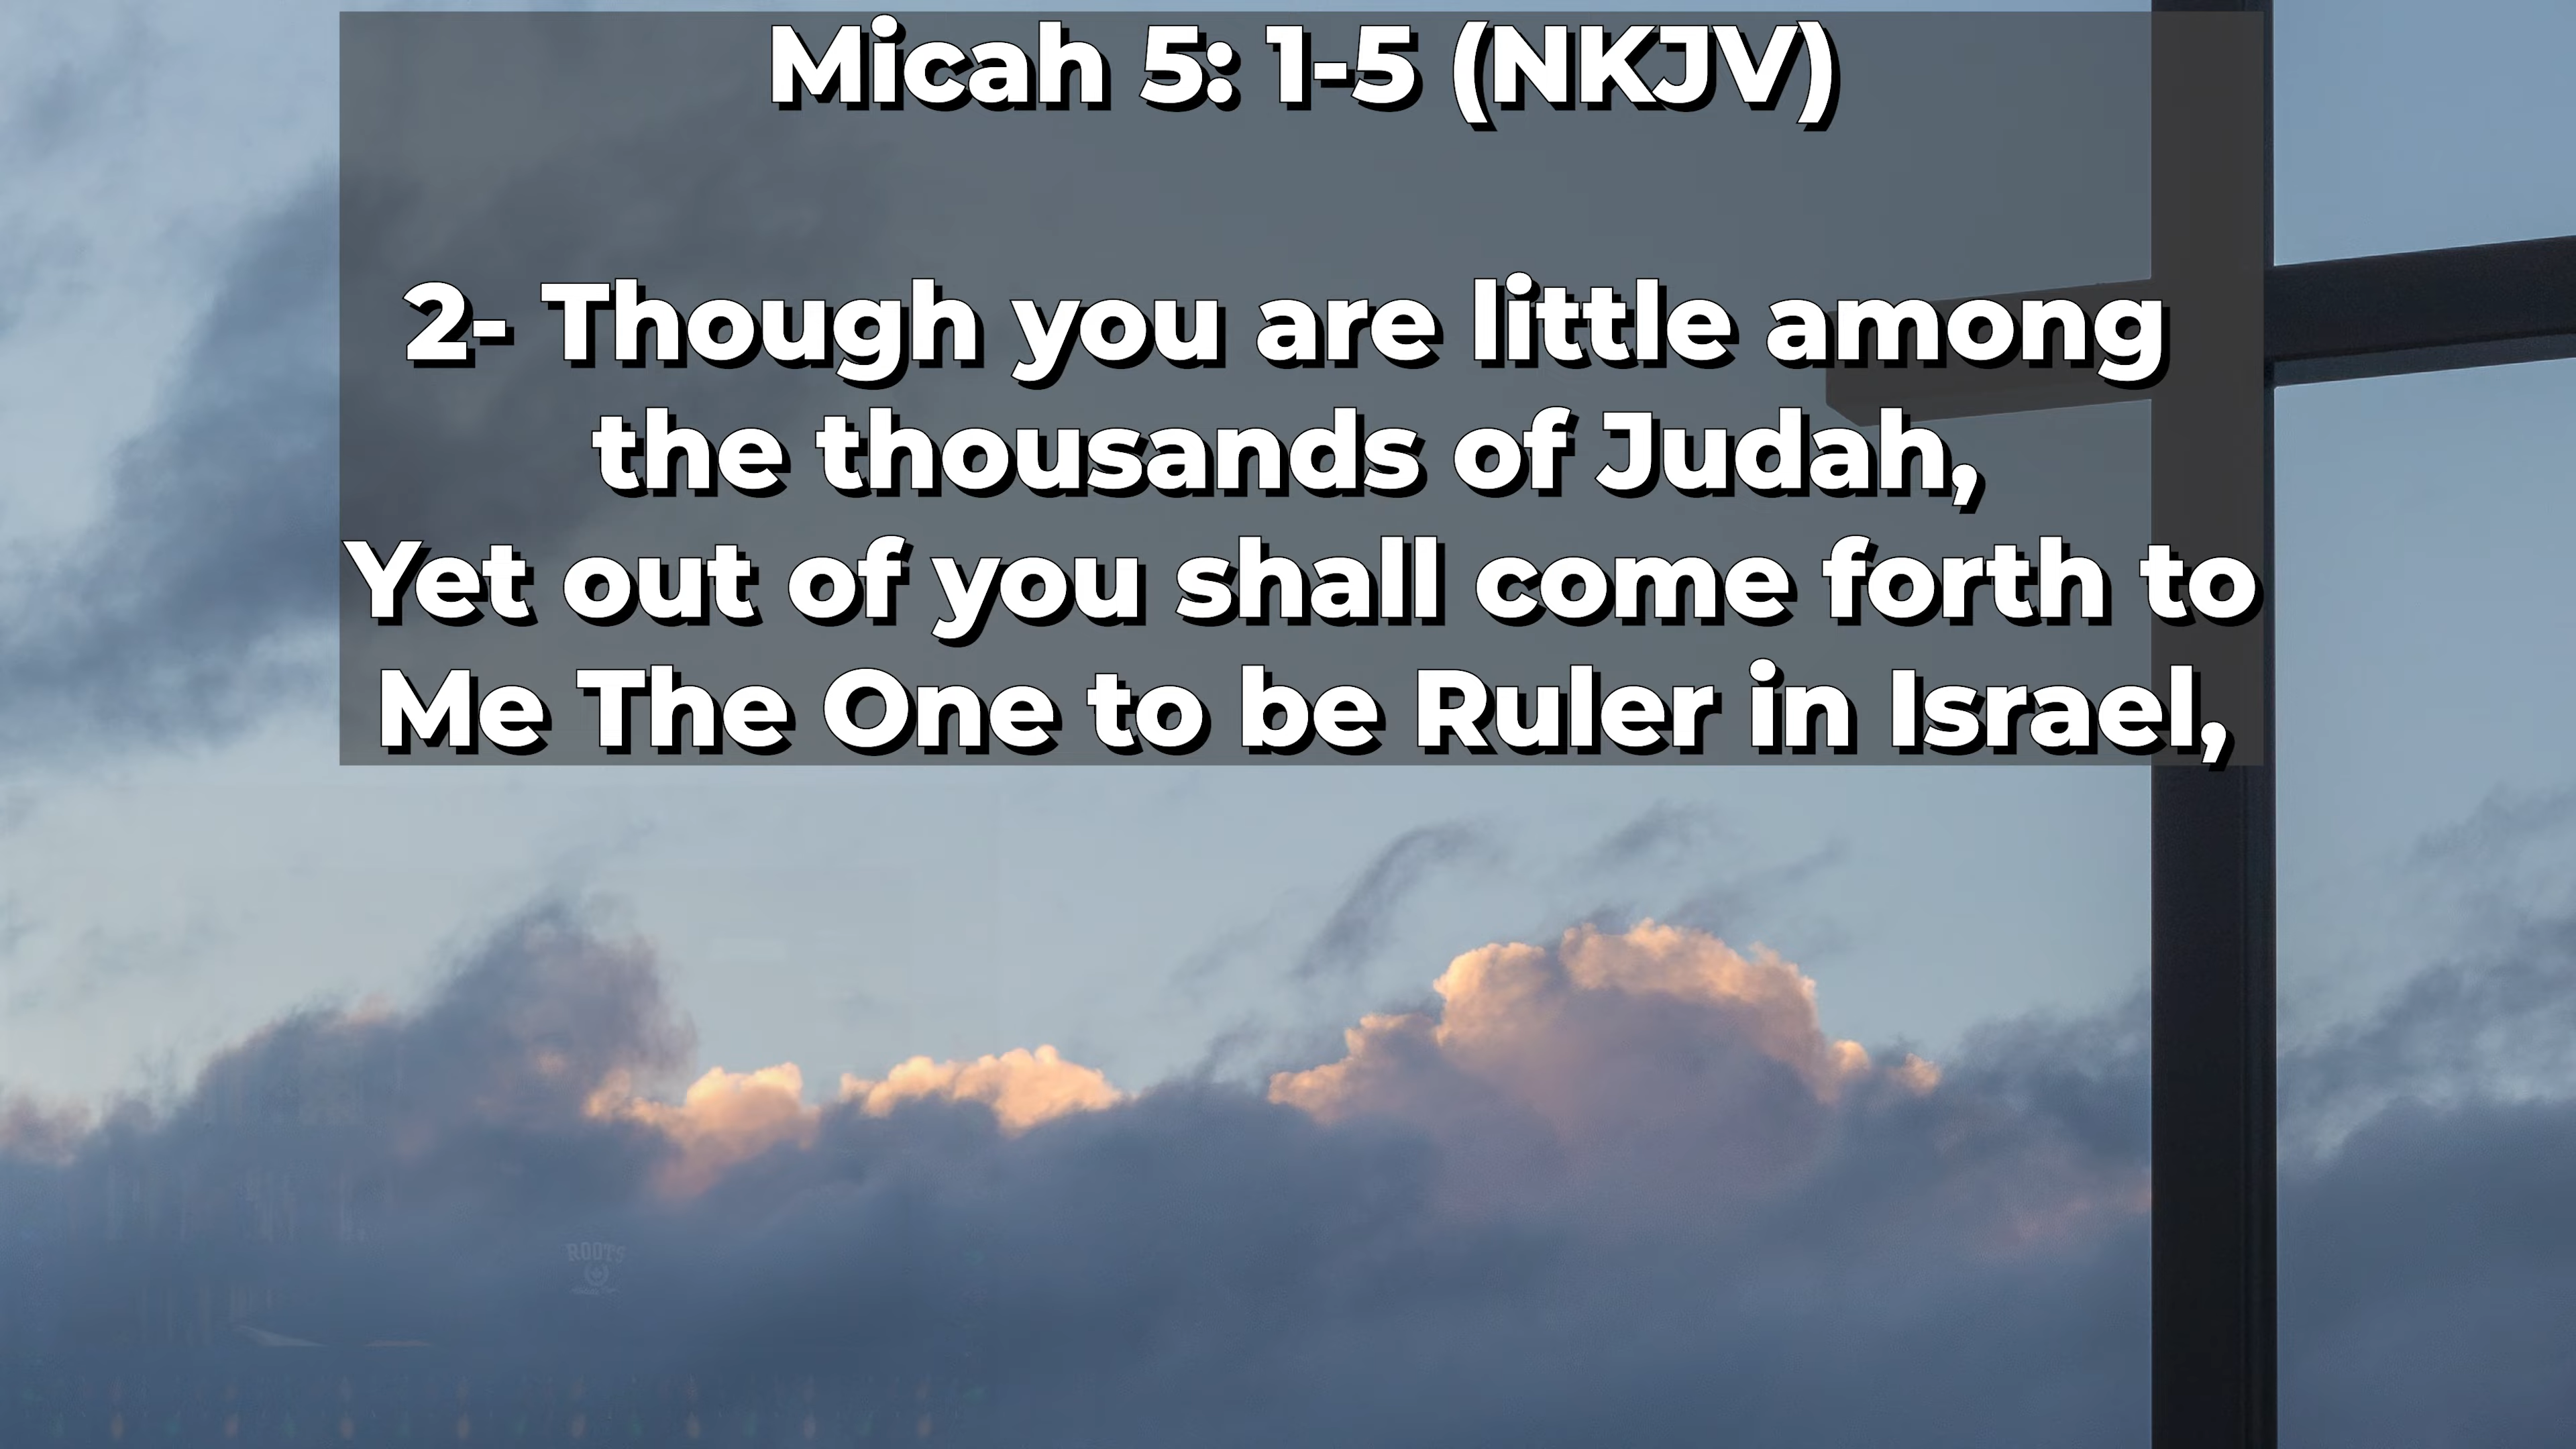 Micah 5: 1-5 (NKJV)
2- Though you are little among
the thousands of Judah,
Yet out of you shall come forth to
Me The One to be Ruler in Israel,
ROOTS